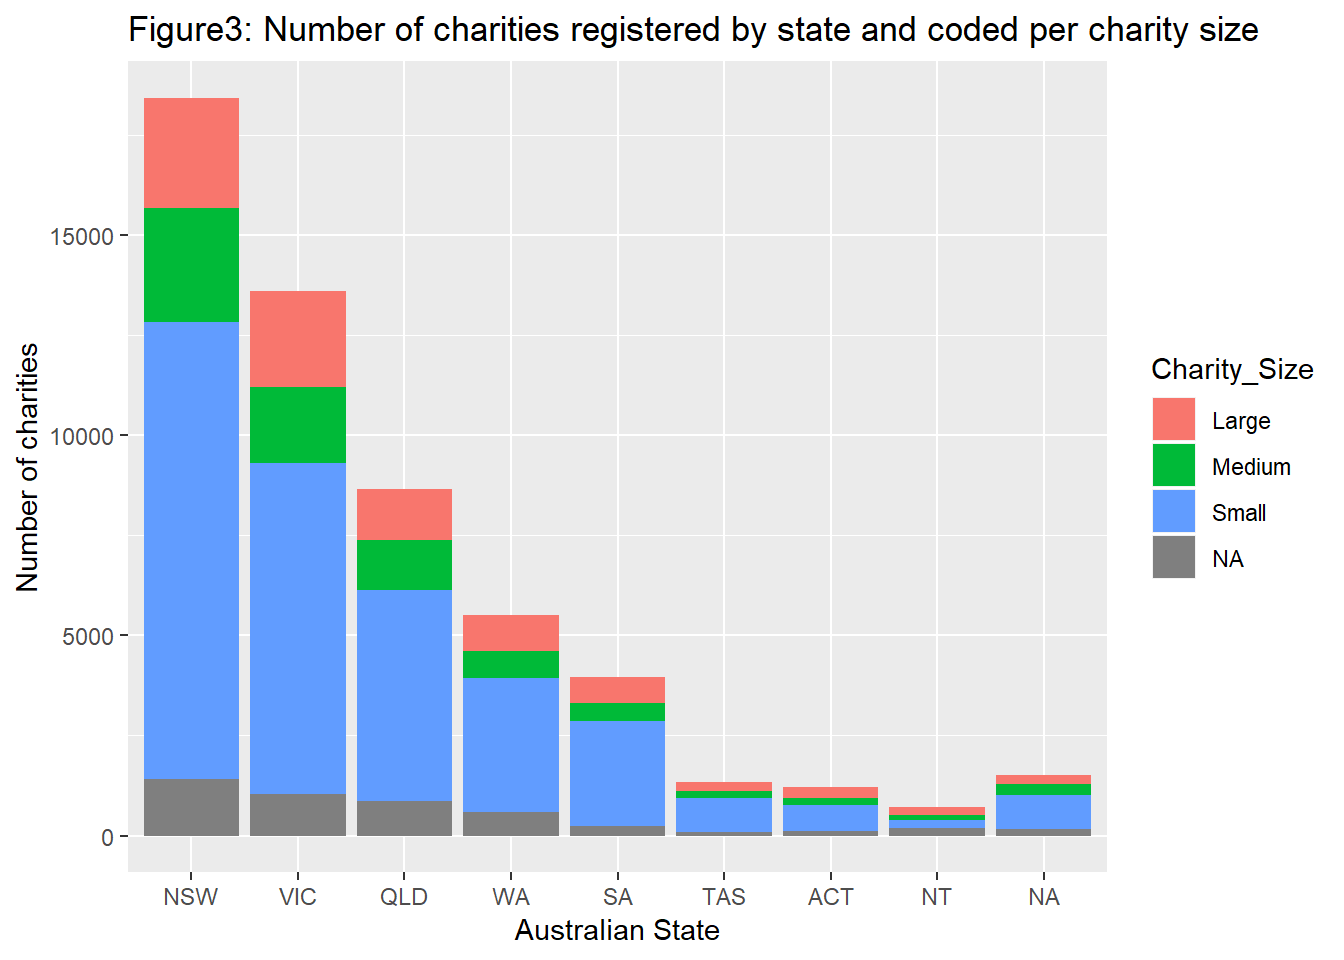 Figure3: Number of charities registered by state and coded per charity size
Number of charities
15000
10000
5000
0
NSW VIC QLD WA SA TAS ACT NT NA
Australian State
Charity_Size
Large
Medium
Small
NA